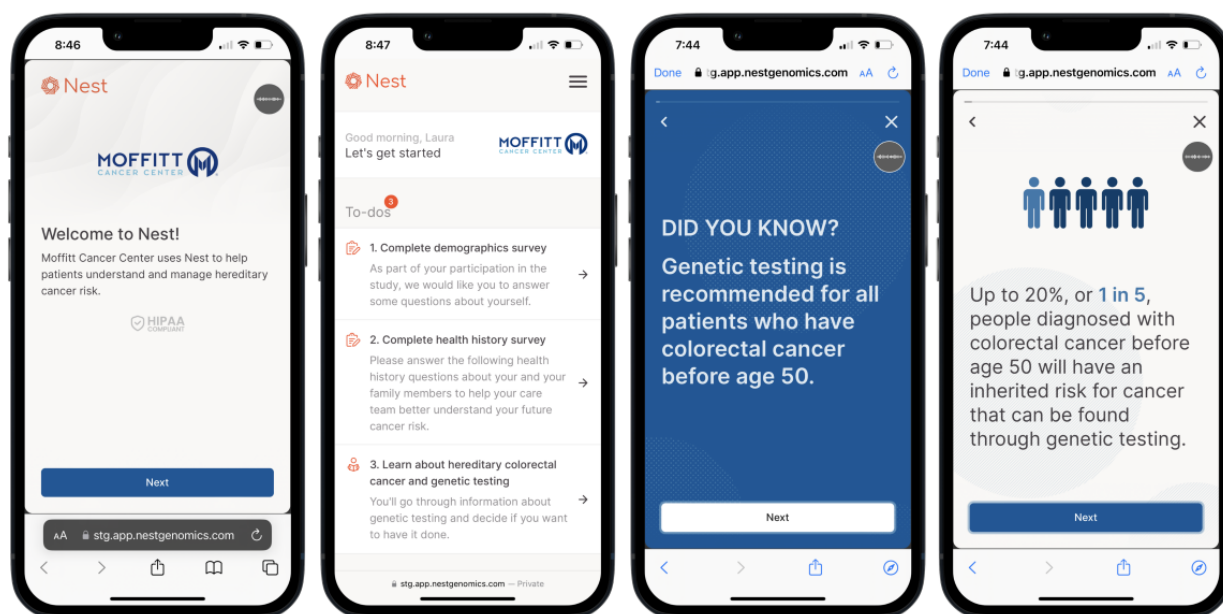 8:46
Nest
MOFFITT
CANCER CENTER
Welcome to Nest!
Moffitt Cancer Center uses Nest to help
patients understand and manage hereditary
cancer risk.
HIPAA
COMPLIANT
Next
AA stg.app.nestgenomics.com
8:47
Nest
Good morning, Laura
Let's get started
MOFFITT
CANCER CENTER
To-dos 3
1. Complete demographics survey
As part of your participation in the
study, we would like you to answer
some questions about yourself.
2. Complete health history survey
Please answer the following health
history questions about your and your
family members to help your care
team better understand your future
cancer risk.
3. Learn about hereditary colorectal
cancer and genetic testing
You'll go through information about
genetic testing and decide if you want
to have it done.
stg.app.nestgenomics.com — Private
7:44
Done tg.app.nestgenomics.com AA
DID YOU KNOW?
Genetic testing is
recommended for all
patients who have
colorectal cancer
before age 50.
Next
7:44
Done tg.app.nestgenomics.com AA
Up to 20%, or 1 in 5,
people diagnosed with
colorectal cancer before
age 50 will have an
inherited risk for cancer
that can be found
through genetic testing.
Next